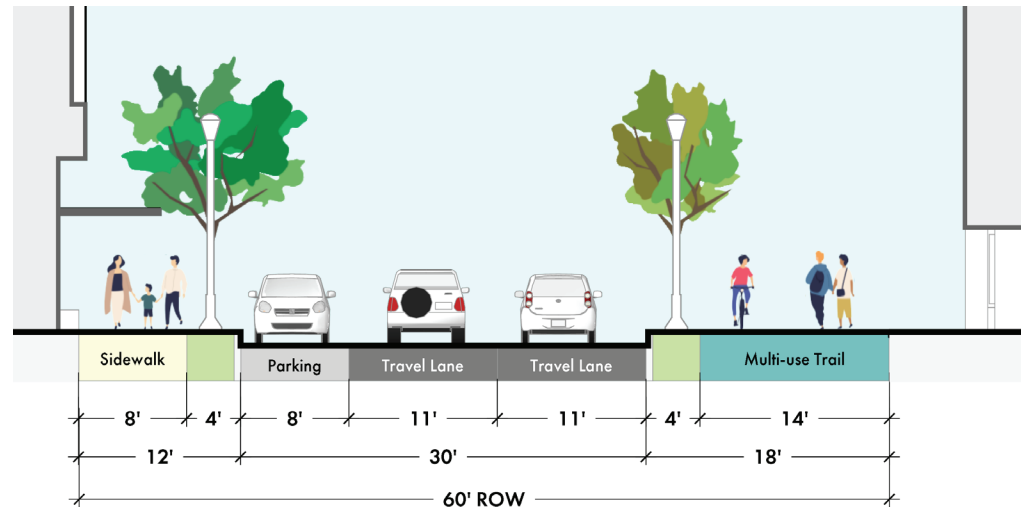 Sidewalk
Parking
Travel Lane
Travel Lane
Multi-use Trail
8' 4' 8' 11' 11' 4' 14'
12' 30' 18'
60' ROW